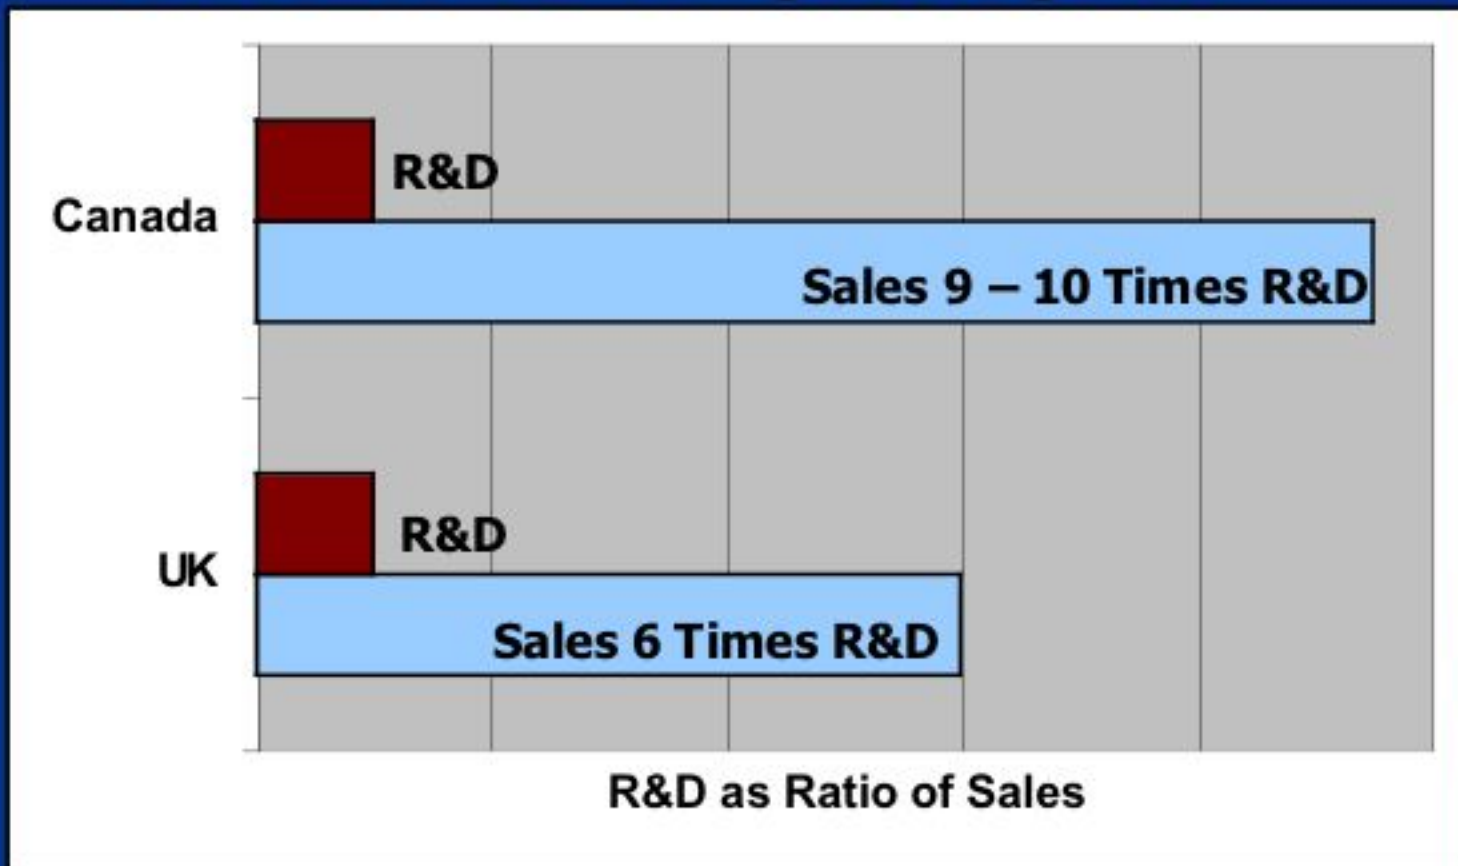 R&D
Canada
Sales 9 – 10 Times R&D
R&D
UK
Sales 6 Times R&D
R&D as Ratio of Sales